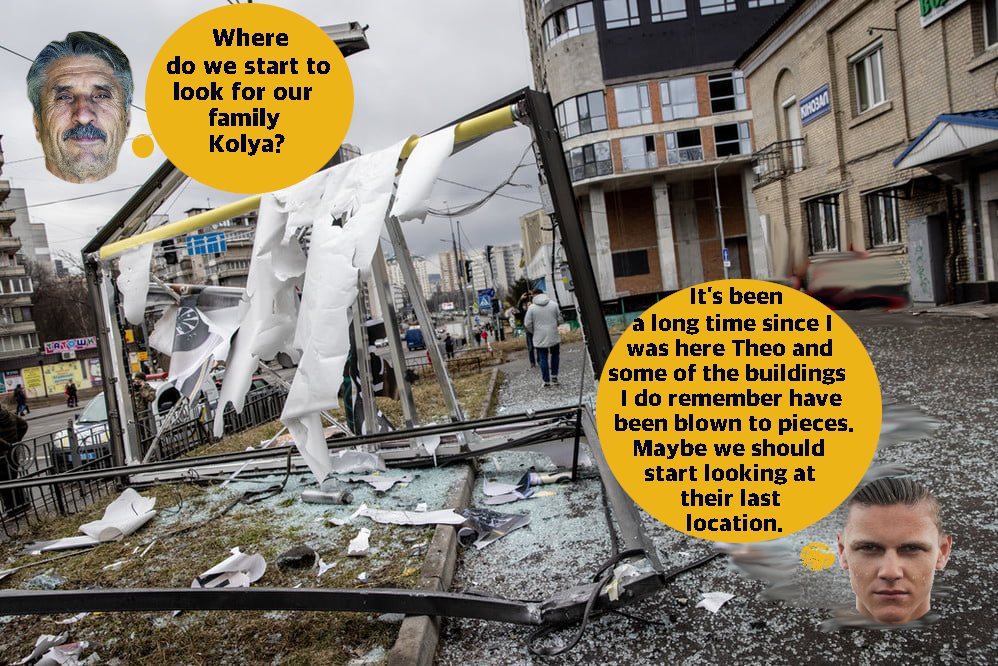 Where
do we start to
look for our
family
Kolya?
КІНОЗАЛ
It's been
a long time since I
was here Theo and
some of the buildings
I do remember have
been blown to pieces.
Maybe we should
start looking at
their last
location.